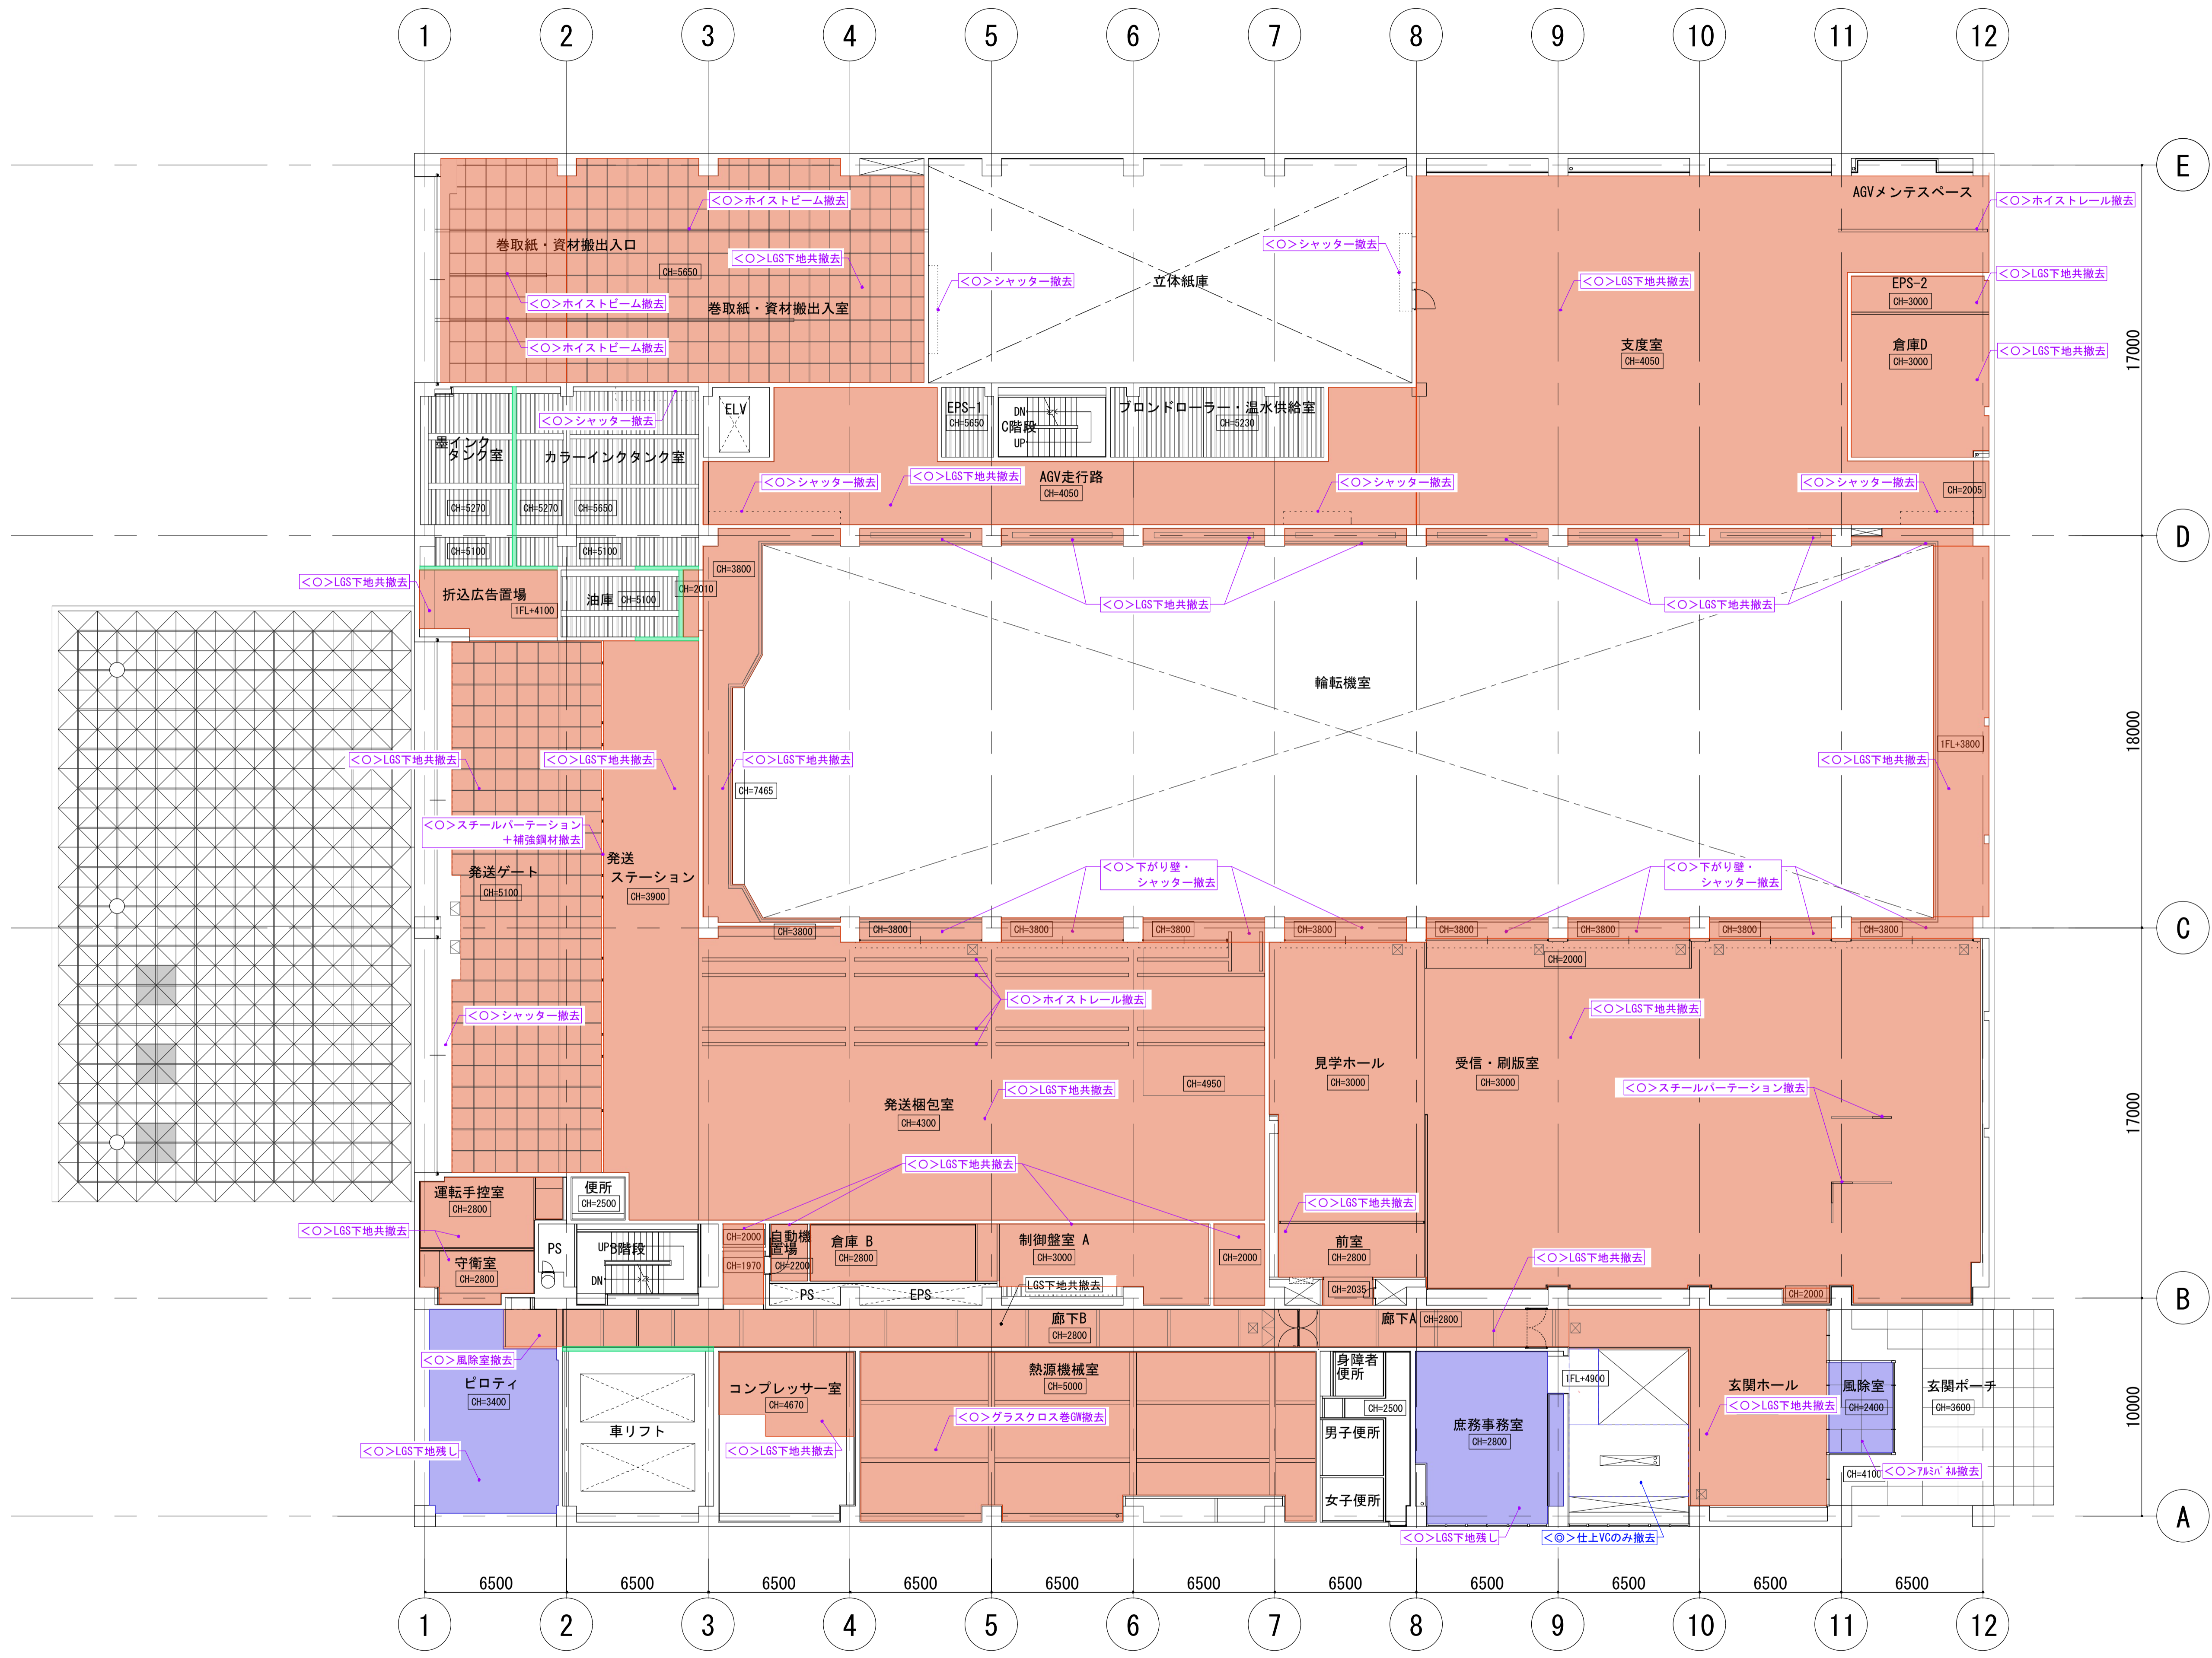 1 2 3 4 5 6 7 8 9 10 11 12
E
AGVメンテスペース
<○>ホイストビーム撤去
<○>ホイストレール撤去
巻取紙・資材搬出入口
<○>LGS下地共撤去
<○>シャッター撤去
CH=5650
<○>シャッター撤去
<○>LGS下地共撤去
立体紙庫
<○>LGS下地共撤去
EPS-2
CH=3000
<○>ホイストビーム撤去
巻取紙・資材搬出入室
<○>ホイストビーム撤去
支度室
CH=4050
倉庫D
CH=3000
<○>LGS下地共撤去
17000
ELV
EPS-1
CH=5650
DN
C階段
UP
ブロンドローラー・温水供給室
CH=5230
<○>シャッター撤去
墨インク
タンク室
カラーインクタンク室
<○>シャッター撤去
<○>LGS下地共撤去
AGV走行路
CH=4050
<○>シャッター撤去
<○>シャッター撤去
CH=2005
CH=5270
CH=5270
CH=5650
D
CH=5100
CH=5100
CH=3800
<○>LGS下地共撤去
折込広告置場
1FL+4100
油庫
CH=5100
CH=2010
<○>LGS下地共撤去
<○>LGS下地共撤去
輪転機室
18000
1FL+3800
<○>LGS下地共撤去
<○>LGS下地共撤去
<○>LGS下地共撤去
<○>LGS下地共撤去
CH=7465
<○>スチールパーテーション
+補強鋼材撤去
発送ゲート
CH=5100
発送
ステーション
CH=3900
<○>下がり壁・
シャッター撤去
<○>下がり壁・
シャッター撤去
CH=3800
CH=3800
CH=3800
CH=3800
CH=3800
CH=3800
CH=3800
CH=3800
CH=3800
C
CH=2000
<○>ホイストレール撤去
<○>シャッター撤去
<○>LGS下地共撤去
見学ホール
CH=3000
受信・刷版室
CH=3000
CH=4950
<○>LGS下地共撤去
<○>スチールパーテーション撤去
発送梱包室
CH=4300
17000
<○>LGS下地共撤去
運転手控室
CH=2800
便所
CH=2500
<○>LGS下地共撤去
<○>LGS下地共撤去
守衛室
CH=2800
PS
UP
B階段
DN
CH=2000
CH=1970
自動機
置場
CH=2200
倉庫 B
CH=2800
制御盤室 A
CH=3000
CH=2000
前室
CH=2800
<○>LGS下地共撤去
PS
EPS
LGS下地共撤去
CH=2035
CH=2000
B
廊下B
CH=2800
廊下A
CH=2800
<○>風除室撤去
ピロティ
CH=3400
コンプレッサー室
CH=4670
熱源機械室
CH=5000
身障者
便所
CH=2500
1FL+4900
玄関ホール
<○>LGS下地共撤去
風除室
CH=2400
玄関ポーチ
CH=3600
10000
車リフト
<○>グラスクロス巻GW撤去
男子便所
庶務事務室
CH=2800
<○>LGS下地残し
<○>LGS下地共撤去
CH=4100
<○>アルミパネル撤去
女子便所
A
<○>LGS下地残し
<◎>仕上VCのみ撤去
6500 6500 6500 6500 6500 6500 6500 6500 6500 6500 6500
1 2 3 4 5 6 7 8 9 10 11 12